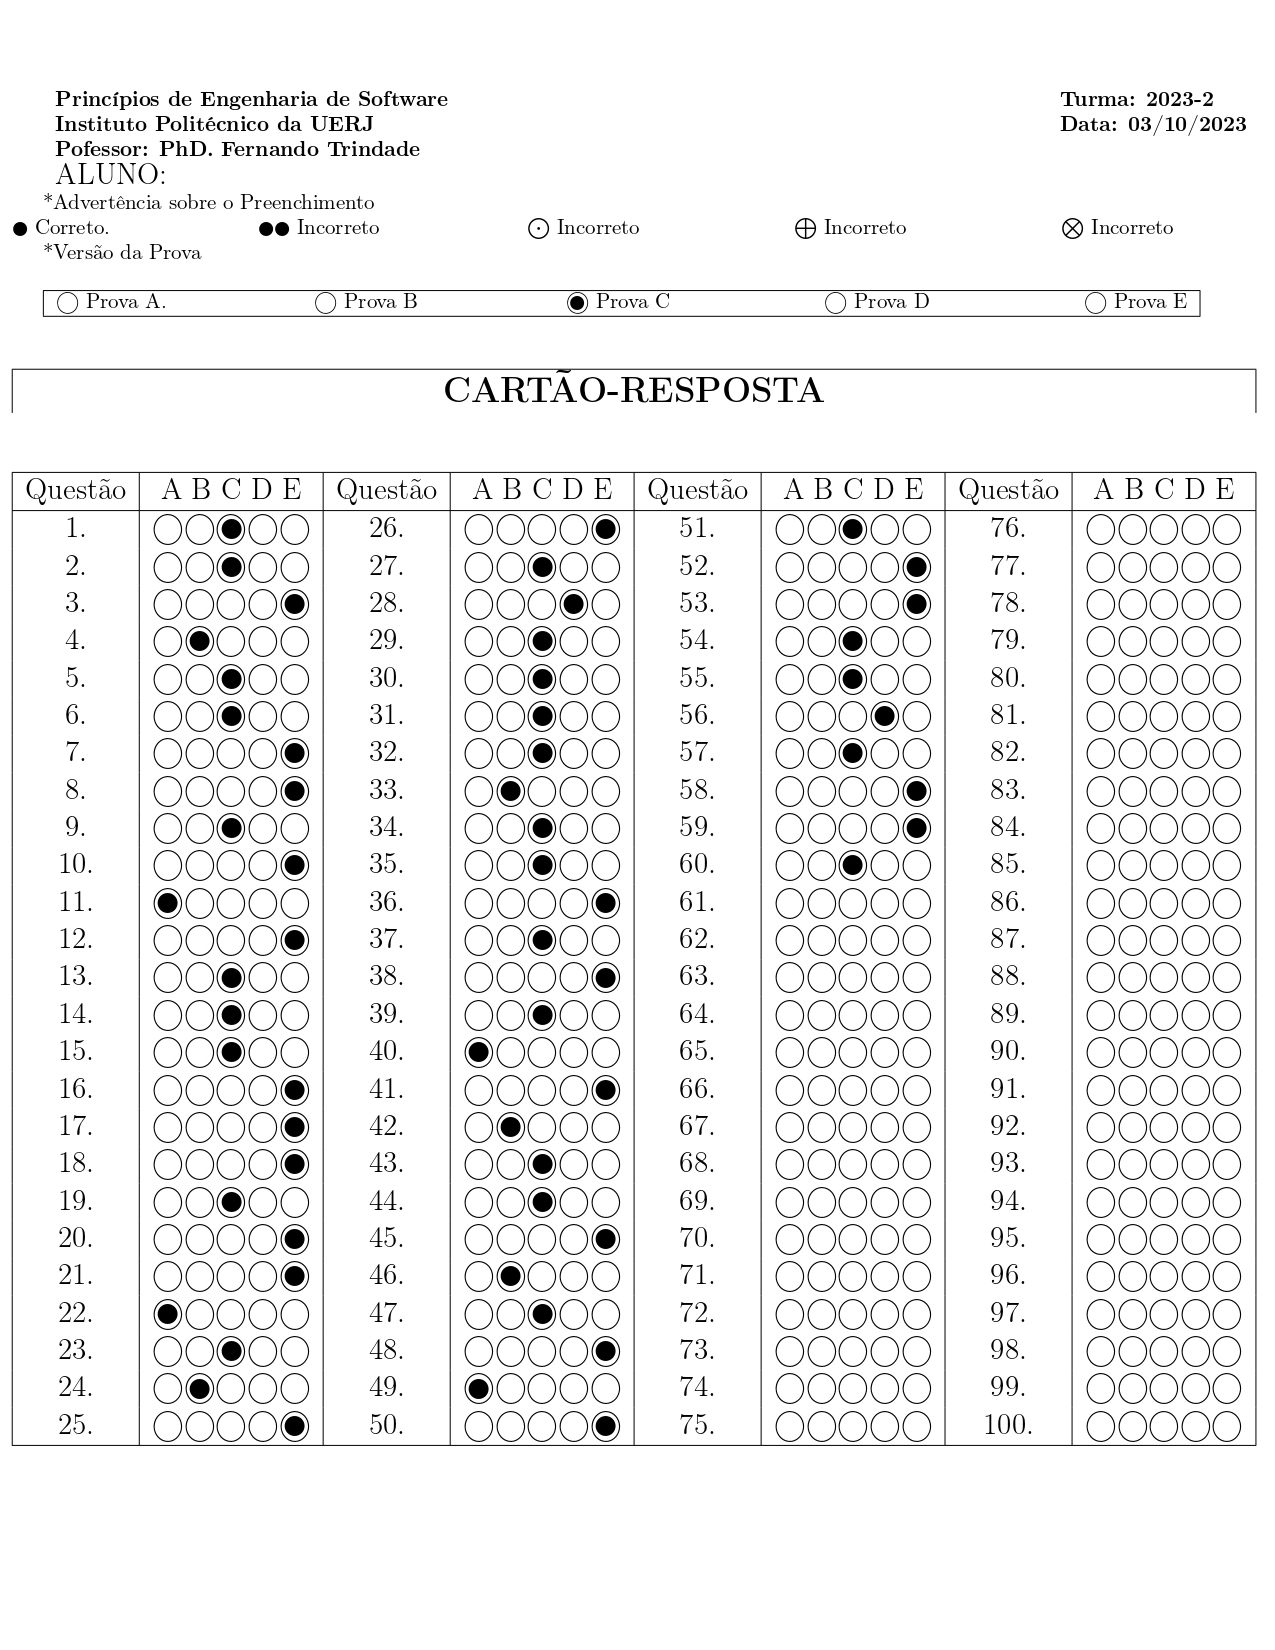 Princípios de Engenharia de Software Turma: 2023-2
Instituto Politécnico da UERJ Data: 03/10/2023
Pofessor: PhD. Fernando Trindade
ALUNO:
*Advertência sobre o Preenchimento
Correto. Incorreto Incorreto Incorreto Incorreto
*Versão da Prova
Prova A. Prova B Prova C Prova D Prova E
CARTÃO-RESPOSTA
Questão A B C D E Questão A B C D E Questão A B C D E Questão A B C D E
1. 26. 51. 76.
2. 27. 52. 77.
3. 28. 53. 78.
4. 29. 54. 79.
5. 30. 55. 80.
6. 31. 56. 81.
7. 32. 57. 82.
8. 33. 58. 83.
9. 34. 59. 84.
10. 35. 60. 85.
11. 36. 61. 86.
12. 37. 62. 87.
13. 38. 63. 88.
14. 39. 64. 89.
15. 40. 65. 90.
16. 41. 66. 91.
17. 42. 67. 92.
18. 43. 68. 93.
19. 44. 69. 94.
20. 45. 70. 95.
21. 46. 71. 96.
22. 47. 72. 97.
23. 48. 73. 98.
24. 49. 74. 99.
25. 50. 75. 100.